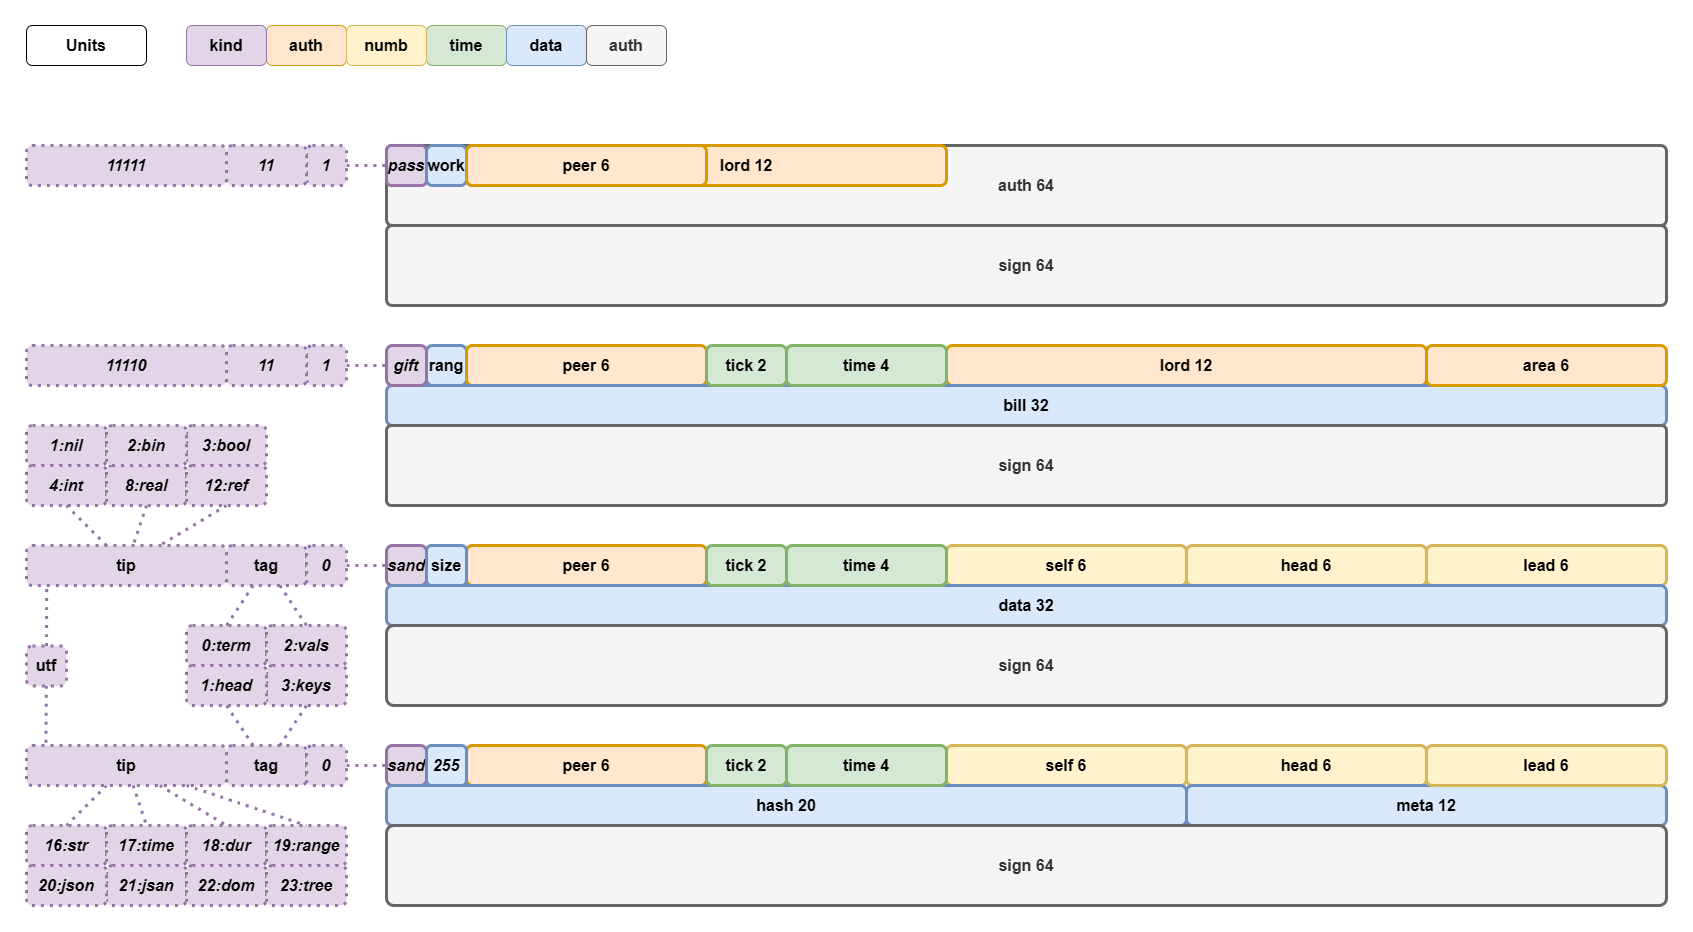 Units kind auth numb time data auth
11111 11 1 pass work peer 6 lord 12
auth 64
sign 64
11110 11 1 gift rang peer 6 tick 2 time 4 lord 12 area 6
bill 32
1:nil 2:bin 3:bool
sign 64
4:int 8:real 12:ref
tip tag 0 sand size peer 6 tick 2 time 4 self 6 head 6 lead 6
data 32
0:term 2:vals
utf
sign 64
1:head 3:keys
tip tag 0 sand 255 peer 6 tick 2 time 4 self 6 head 6 lead 6
hash 20 meta 12
16:str 17:time 18:dur 19:range
sign 64
20:json 21:jsan 22:dom 23:tree